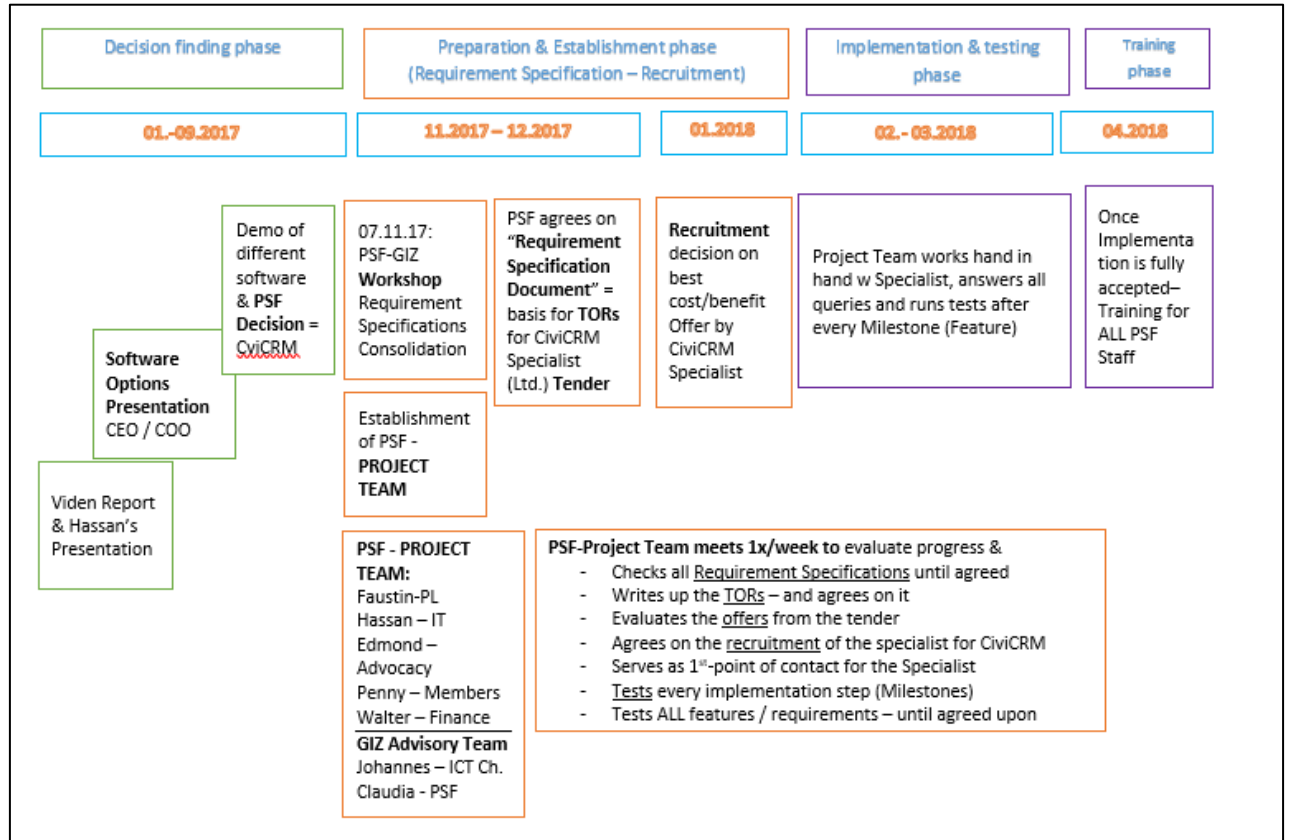 Decision finding phase
Preparation & Establishment phase
(Requirement Specification – Recruitment)
Implementation & testing
phase
Training
phase
01.-09.2017
11.2017 – 12.2017
01.2018
02. - 03.2018
04.2018
Viden Report
& Hassan's
Presentation
Software
Options
Presentation
CEO / COO
Demo of
different
software
& PSF
Decision =
CviCRM
07.11.17:
PSF-GIZ
Workshop
Requirement
Specifications
Consolidation
PSF agrees on
“Requirement
Specification
Document” =
basis for TORs
for CiviCRM
Specialist
(Ltd.) Tender
Recruitment
decision on
best
cost/benefit
Offer by
CiviCRM
Specialist
Project Team works hand in
hand w Specialist, answers all
queries and runs tests after
every Milestone (Feature)
Once
Implementa
tion is fully
accepted–
Training for
ALL PSF
Staff
Establishment
of PSF -
PROJECT
TEAM
PSF - PROJECT
TEAM:
Faustin-PL
Hassan – IT
Edmond –
Advocacy
Penny – Members
Walter – Finance
GIZ Advisory Team
Johannes – ICT Ch.
Claudia - PSF
PSF-Project Team meets 1x/week to evaluate progress &
- Checks all Requirement Specifications until agreed
- Writes up the TORs – and agrees on it
- Evaluates the offers from the tender
- Agrees on the recruitment of the specialist for CiviCRM
- Serves as 1st-point of contact for the Specialist
- Tests every implementation step (Milestones)
- Tests ALL features / requirements – until agreed upon